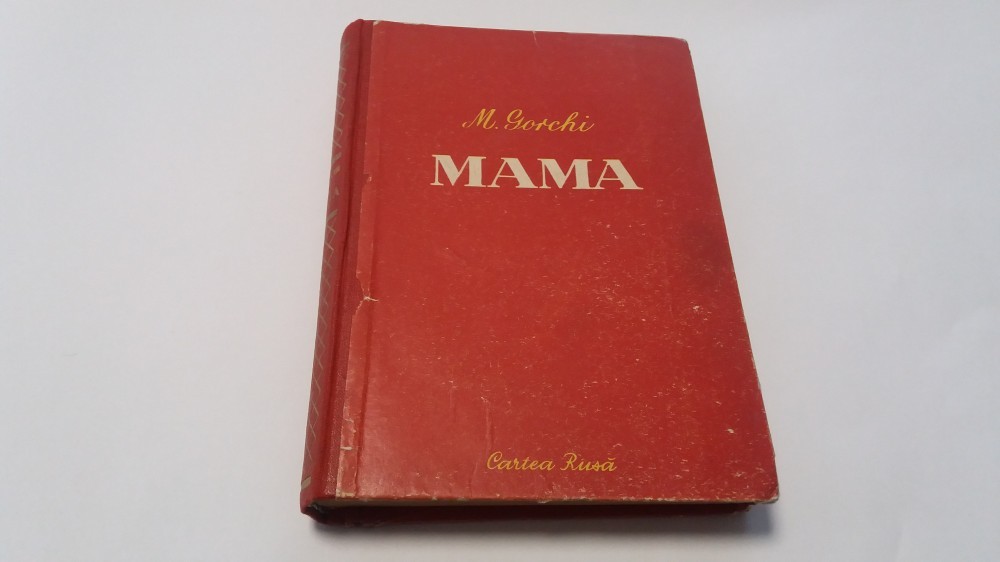 M. Gorchi
MAMA
Cartea Rusă